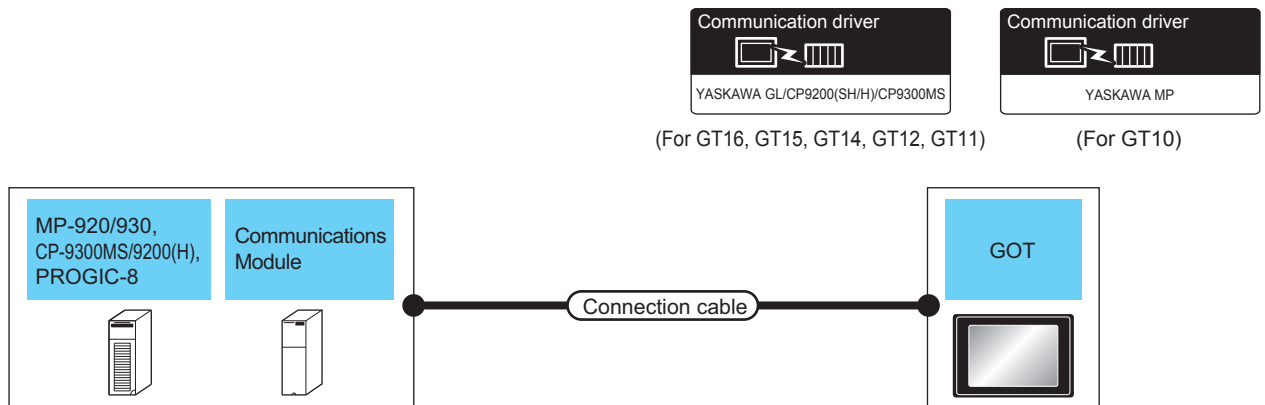 Communication driver
YASKAWA GL/CP9200(SH/H)/CP9300MS
(For GT16, GT15, GT14, GT12, GT11)
Communication driver
YASKAWA MP
(For GT10)
MP-920/930,
CP-9300MS/9200(H),
PROGIC-8
Communications
Module
Connection cable
GOT